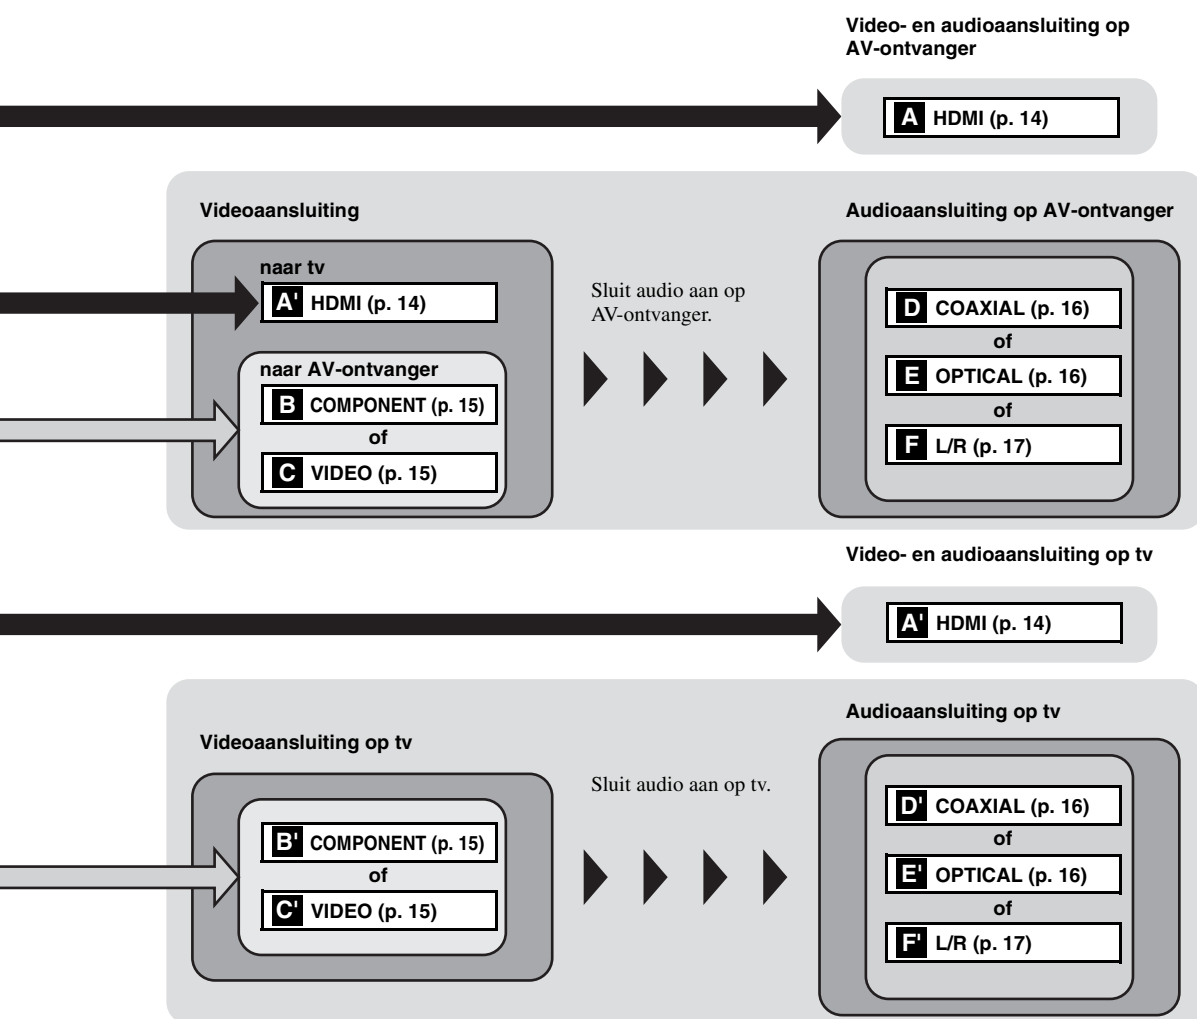 Video- en audioaansluiting op
AV-ontvanger
A HDMI (p. 14)
Videoaansluiting
naar tv
A' HDMI (p. 14)
naar AV-ontvanger
B COMPONENT (p. 15)
of
C VIDEO (p. 15)
Sluit audio aan op
AV-ontvanger.
Audioaansluiting op AV-ontvanger
D COAXIAL (p. 16)
of
E OPTICAL (p. 16)
of
F L/R (p. 17)
Video- en audioaansluiting op tv
A' HDMI (p. 14)
Videoaansluiting op tv
B' COMPONENT (p. 15)
of
C' VIDEO (p. 15)
Sluit audio aan op tv.
Audioaansluiting op tv
D' COAXIAL (p. 16)
of
E' OPTICAL (p. 16)
of
F' L/R (p. 17)